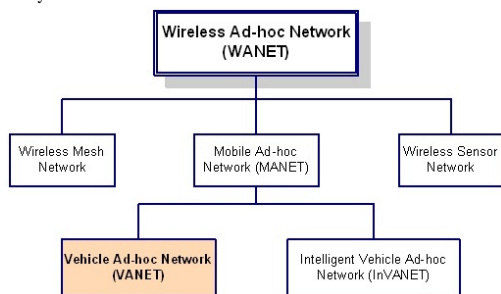 Wireless Ad-hoc Network
(WANET)
Wireless Mesh
Network
Mobile Ad-hoc
Network (MANET)
Wireless Sensor
Network
Vehicle Ad-hoc Network
(VANET)
Intelligent Vehicle Ad-hoc
Network (InVANET)